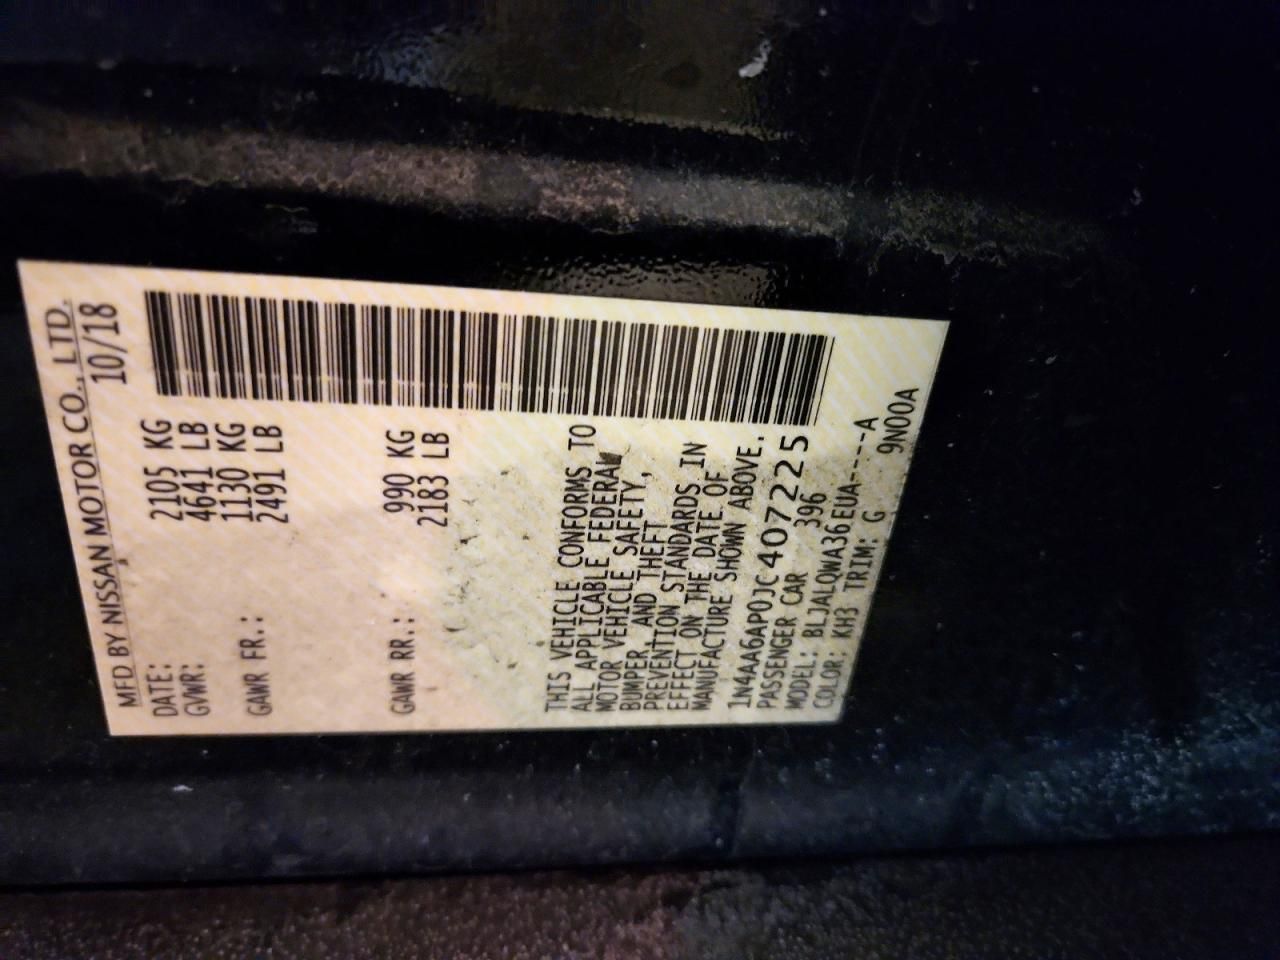 MFD BY NISSAN MOTOR CO., LTD.
DATE: 10/18
GVWR: 2105 KG
4641 LB
GAWR FR.: 1130 KG
2491 LB
GAWR RR.: 990 KG
2183 LB
THIS VEHICLE CONFORMS TO
ALL APPLICABLE FEDERAL
MOTOR VEHICLE SAFETY,
BUMPER, AND THEFT
PREVENTION STANDARDS IN
EFFECT ON THE DATE OF
MANUFACTURE SHOWN ABOVE.
1N4AA6AP0JC407225
PASSENGER CAR 396
MODEL: BLJALQWA36EUA----A
COLOR: KH3 TRIM: G 9N00A